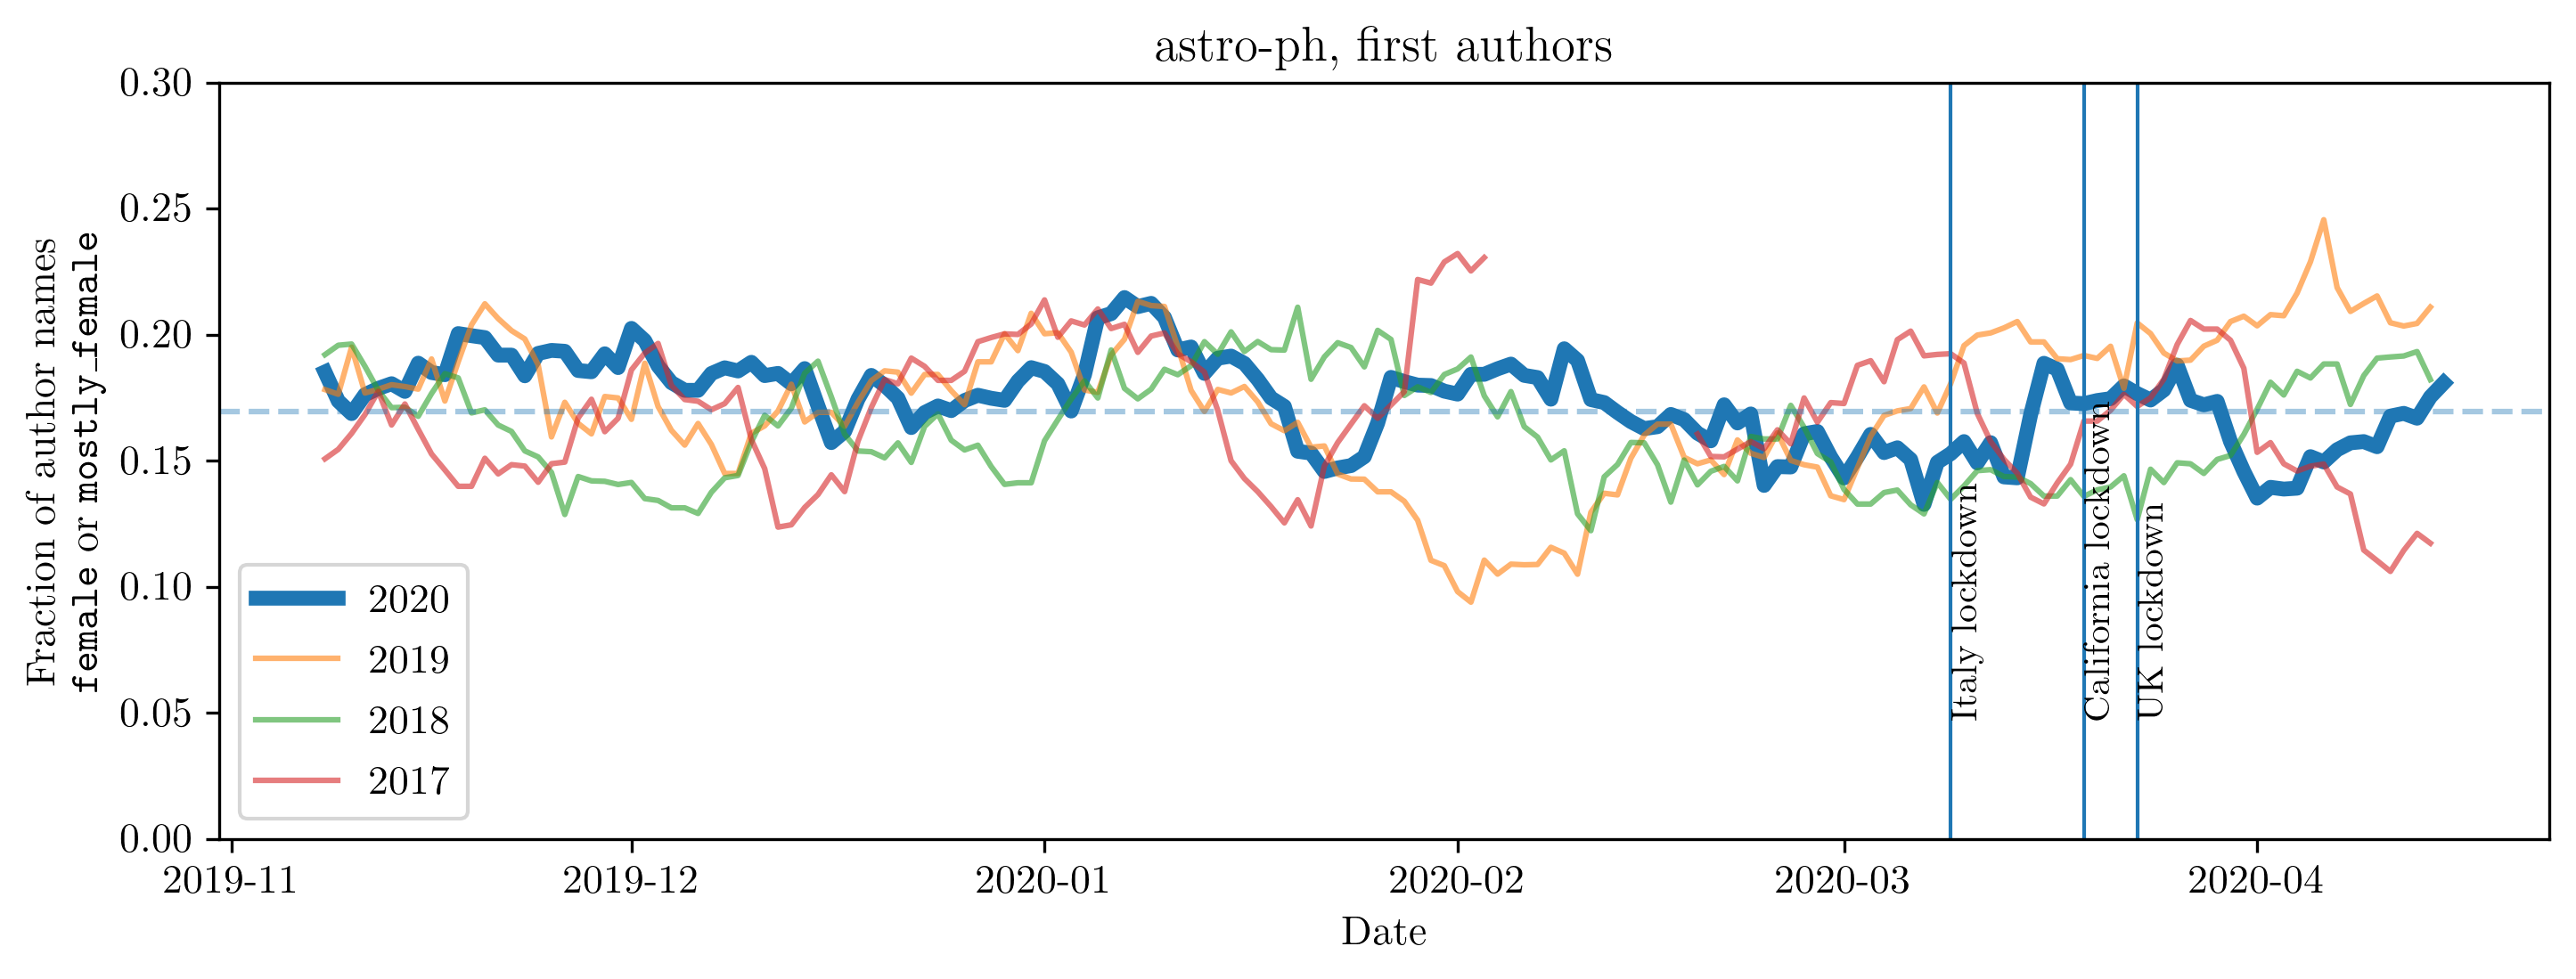 astro-ph, first authors
Fraction of author names
female or mostly_female
0.30
0.25
0.20
0.15
0.10
0.05
0.00
2020
2019
2018
2017
Italy lockdown
California lockdown
UK lockdown
2019-11
2019-12
2020-01
2020-02
2020-03
2020-04
Date